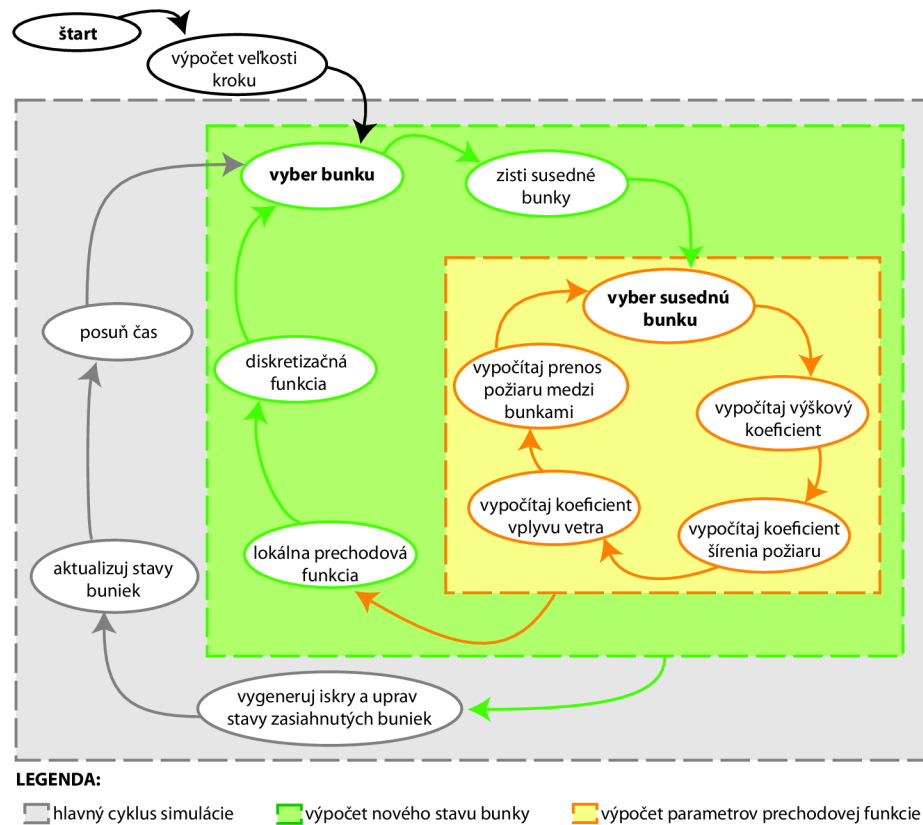 štart
výpočet veľkosti
kroku
vyber bunku
zisti susedné
bunky
vyber susednú
bunku
posuň čas
diskretizačná
funkcia
vypočítaj prenos
požiaru medzi
bunkami
vypočítaj výškový
koeficient
vypočítaj koeficient
vplyvu vetra
vypočítaj koeficient
šírenia požiaru
lokálna prechodová
funkcia
aktualizuj stavy
buniek
vygeneruj iskry a uprav
stavy zasiahnutých buniek
LEGENDA:
hlavný cyklus simulácie
výpočet nového stavu bunky
výpočet parametrov prechodovej funkcie